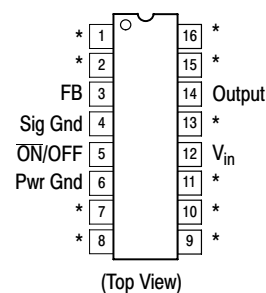 * 1 16 *
* 2 15 *
FB 3 14 Output
Sig Gnd 4 13 *
O̅N̅/OFF 5 12 Vin
Pwr Gnd 6 11 *
* 7 10 *
* 8 9 *
(Top View)